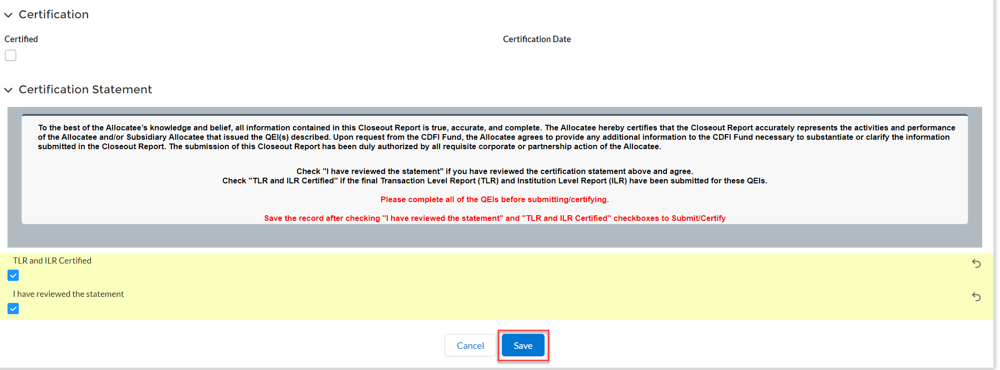 Certification
Certified
Certification Date
Certification Statement
To the best of the Allocatee’s knowledge and belief, all information contained in this Closeout Report is true, accurate, and complete. The Allocatee hereby certifies that the Closeout Report accurately represents the activities and performance
of the Allocatee and/or Subsidiary Allocatee that issued the QEI(s) described. Upon request from the CDFI Fund, the Allocatee agrees to provide any additional information to the CDFI Fund necessary to substantiate or clarify the information
submitted in the Closeout Report. The submission of this Closeout Report has been duly authorized by all requisite corporate or partnership action of the Allocatee.
Check "I have reviewed the statement" if you have reviewed the certification statement above and agree.
Check "TLR and ILR Certified" if the final Transaction Level Report (TLR) and Institution Level Report (ILR) have been submitted for these QEIs.
Please complete all of the QEIs before submitting/certifying.
Save the record after checking "I have reviewed the statement" and "TLR and ILR Certified" checkboxes to Submit/Certify
TLR and ILR Certified
I have reviewed the statement
Cancel
Save